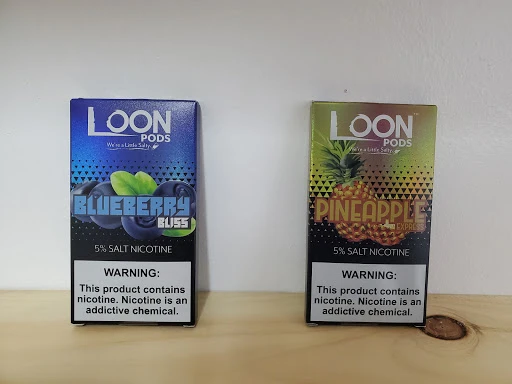 LOON
PODS
We're a Little Salty.
BLUEBERRY
BLISS
5% SALT NICOTINE
WARNING:
This product contains
nicotine. Nicotine is an
addictive chemical.
LOON
PODS
We're a Little Salty.
PINEAPPLE
EXPRESS
5% SALT NICOTINE
WARNING:
This product contains
nicotine. Nicotine is an
addictive chemical.